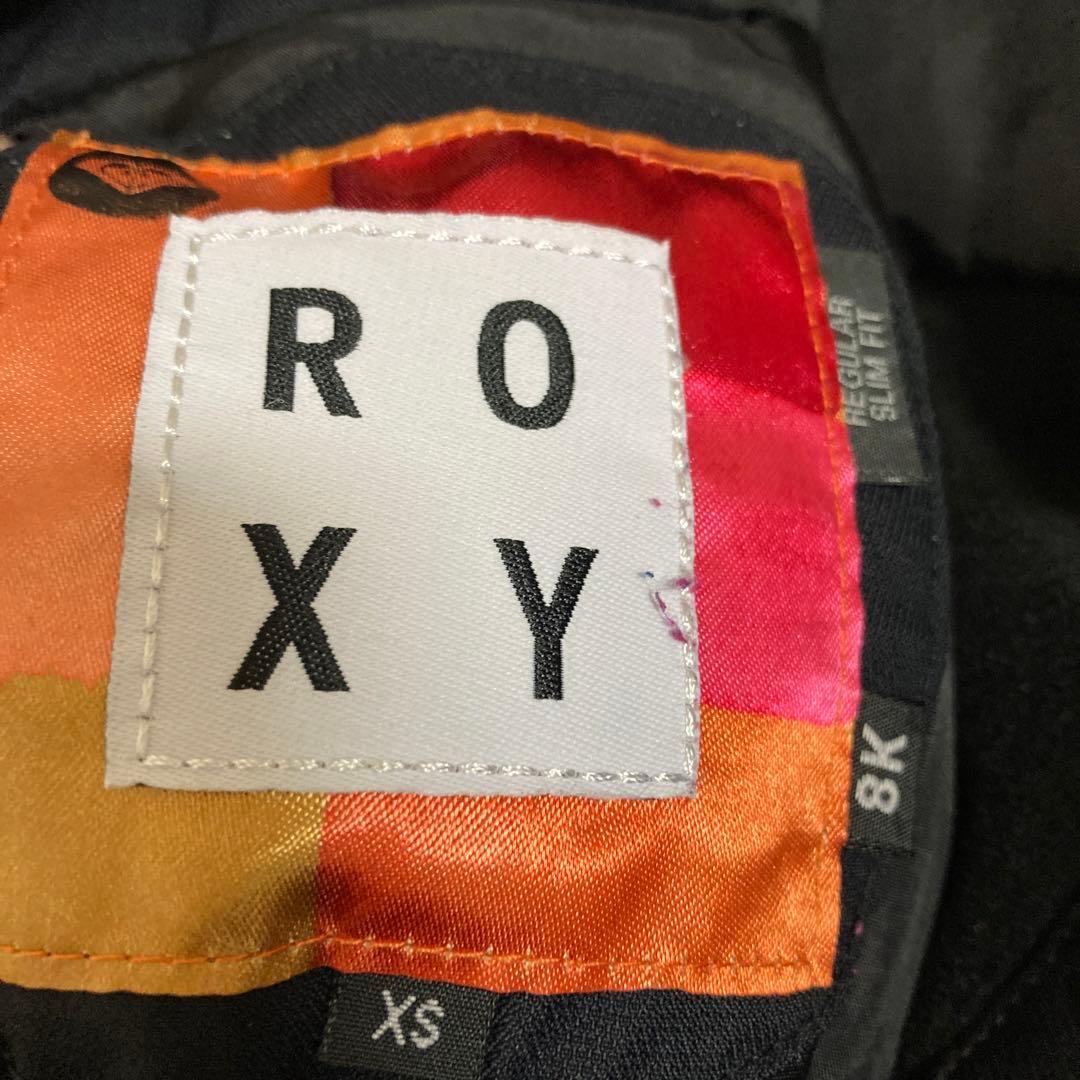 R O
X Y
REGULAR
SLIM FIT
8K
XS